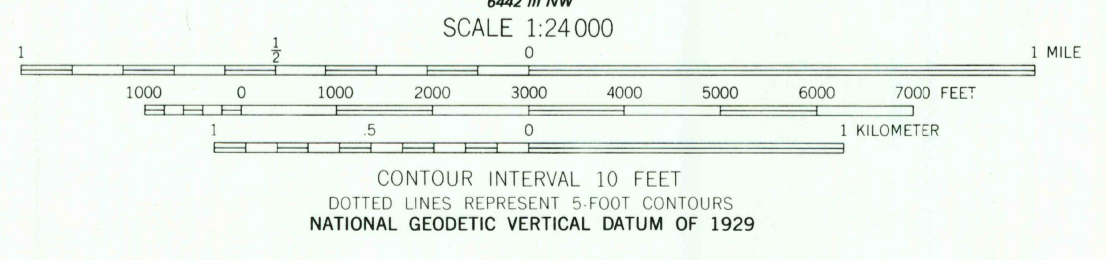 6442 III NW
SCALE 1:24 000
1 1/2 0 1 MILE
1000 0 1000 2000 3000 4000 5000 6000 7000 FEET
1 .5 0 1 KILOMETER
CONTOUR INTERVAL 10 FEET
DOTTED LINES REPRESENT 5-FOOT CONTOURS
NATIONAL GEODETIC VERTICAL DATUM OF 1929